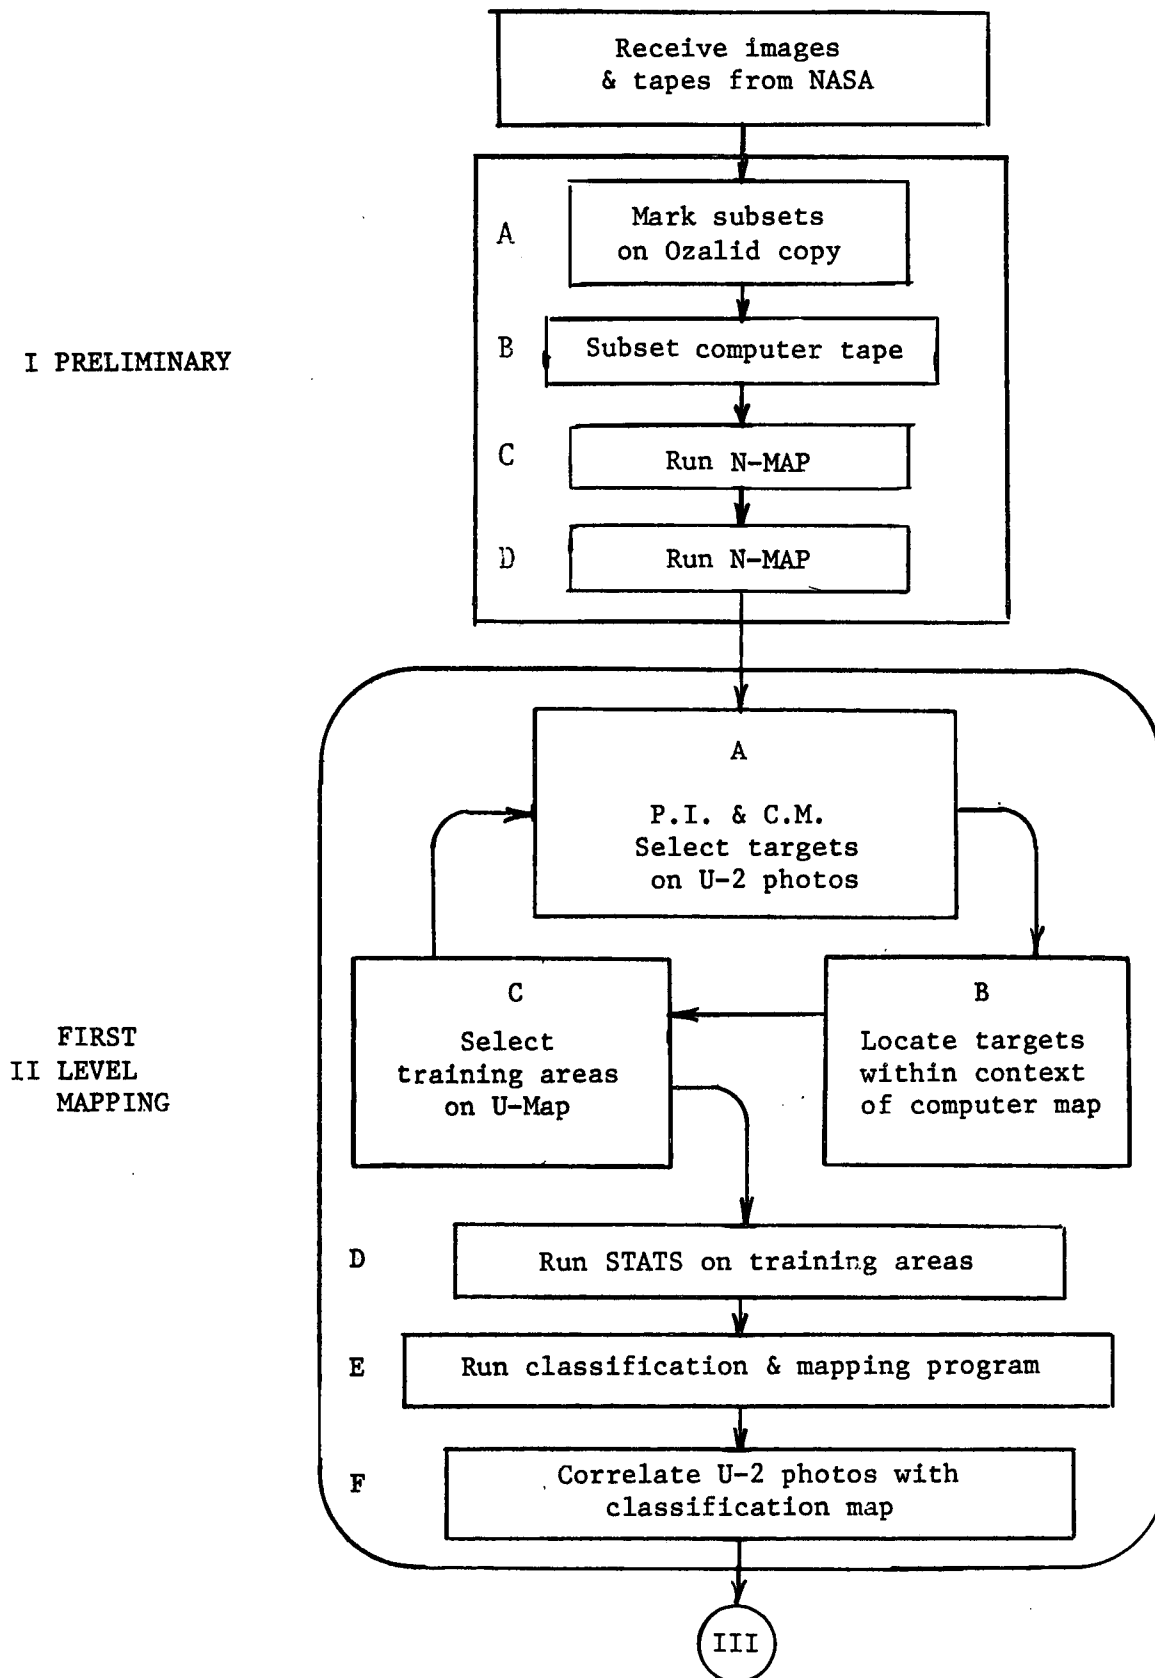 Receive images
& tapes from NASA
A
Mark subsets
on Ozalid copy
I PRELIMINARY
B
Subset computer tape
C
Run N-MAP
D
Run N-MAP
A
P.I. & C.M.
Select targets
on U-2 photos
C
Select
training areas
on U-Map
B
Locate targets
within context
of computer map
FIRST
II LEVEL
MAPPING
D
Run STATS on training areas
E
Run classification & mapping program
F
Correlate U-2 photos with
classification map
III